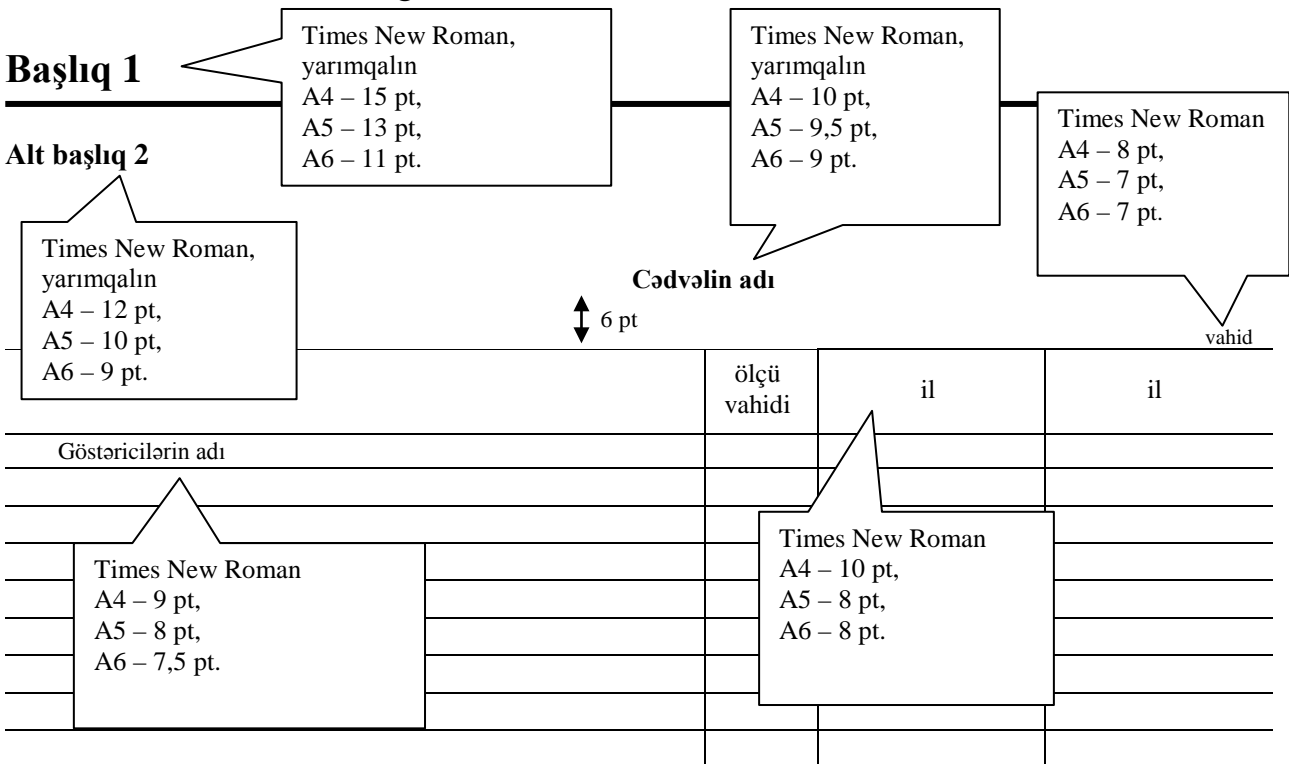 Başlıq 1
Times New Roman,
yarımqalın
A4 – 15 pt,
A5 – 13 pt,
A6 – 11 pt.
Times New Roman,
yarımqalın
A4 – 10 pt,
A5 – 9,5 pt,
A6 – 9 pt.
Times New Roman
A4 – 8 pt,
A5 – 7 pt,
A6 – 7 pt.
Alt başlıq 2
Times New Roman,
yarımqalın
A4 – 12 pt,
A5 – 10 pt,
A6 – 9 pt.
Cədvəlin adı
6 pt
vahid
ölçü
vahidi
il
il
Göstəricilərin adı
Times New Roman
A4 – 9 pt,
A5 – 8 pt,
A6 – 7,5 pt.
Times New Roman
A4 – 10 pt,
A5 – 8 pt,
A6 – 8 pt.